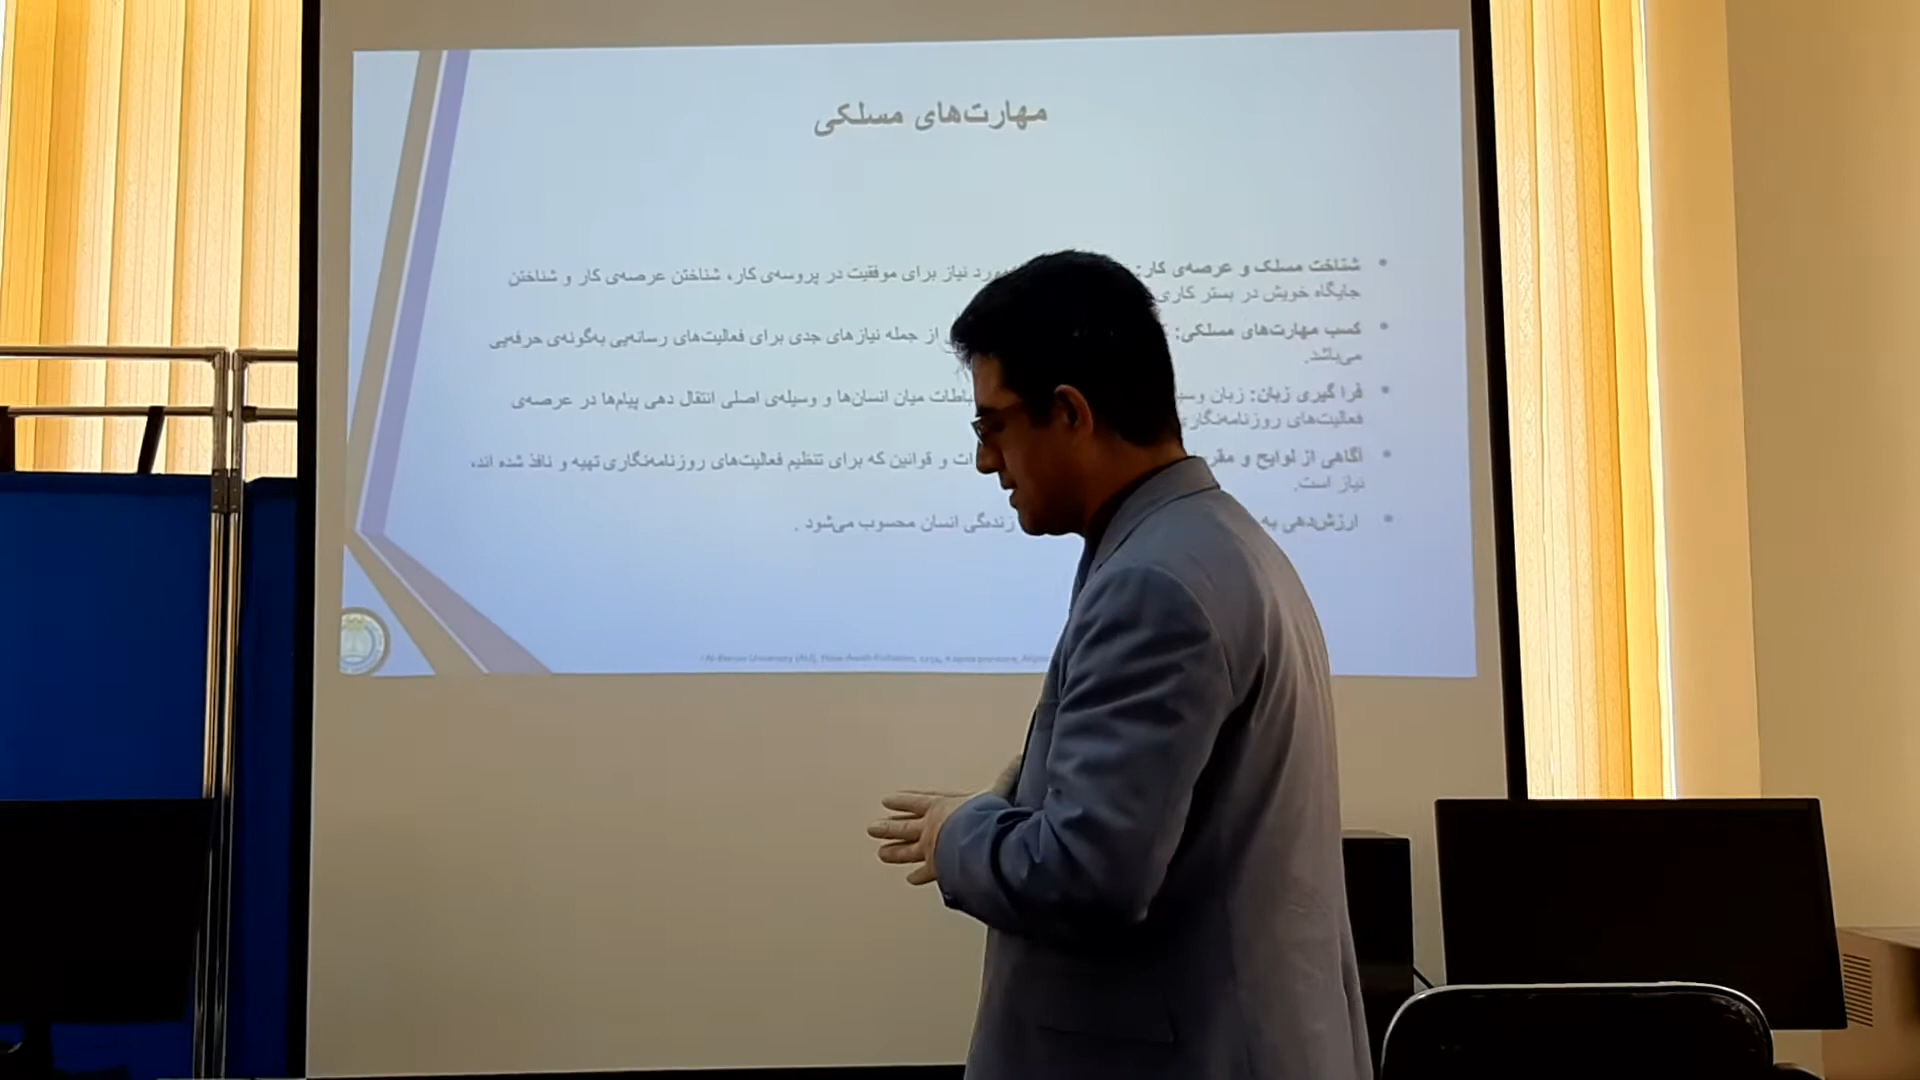 مهارت‌های مسلکی
شناخت مسلک و عرصه‌ی کار: مورد نیاز برای موفقیت در پروسه‌ی کار، شناختن عرصه‌ی کار و شناختن
جایگاه خویش در بستر کاری
کسب مهارت‌های مسلکی: از جمله نیازهای جدی برای فعالیت‌های رسانه‌یی به‌گونه‌ی حرفه‌یی
می‌باشد.
فرا گیری زبان: زبان میان انسان‌ها و وسیله‌ی اصلی انتقال دهی پیام‌ها در عرصه‌ی
فعالیت‌های روزنامه‌نگاری
آگاهی از لوایح و و قوانین که برای تنظیم فعالیت‌های روزنامه‌نگاری تهیه و نافذ شده اند،
نیاز است.
ارزش‌دهی به زندگی انسان محسوب می‌شود .
University (AU),